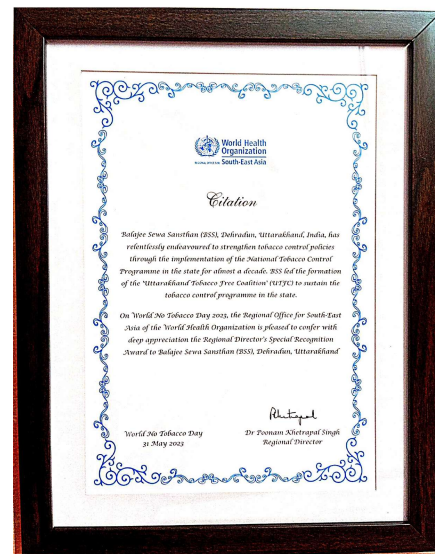 World Health
Organization
South-East Asia
Citation
Balajee Sewa Sansthan (BSS), Dehradun, Uttarakhand, India, has
relentlessly endeavoured to strengthen tobacco control policies
through the implementation of the National Tobacco Control
Programme in the state for almost a decade. BSS led the formation
of the 'Uttarakhand Tobacco Free Coalition' (UTFC) to sustain the
tobacco control programme in the state.
On World No Tobacco Day 2023, the Regional Office for South-East
Asia of the World Health Organization is pleased to confer with
deep appreciation the Regional Director's Special Recognition
Award to Balajee Sewa Sansthan (BSS), Dehradun, Uttarakhand
World No Tobacco Day
31 May 2023
Dr Poonam Khetrapal Singh
Regional Director